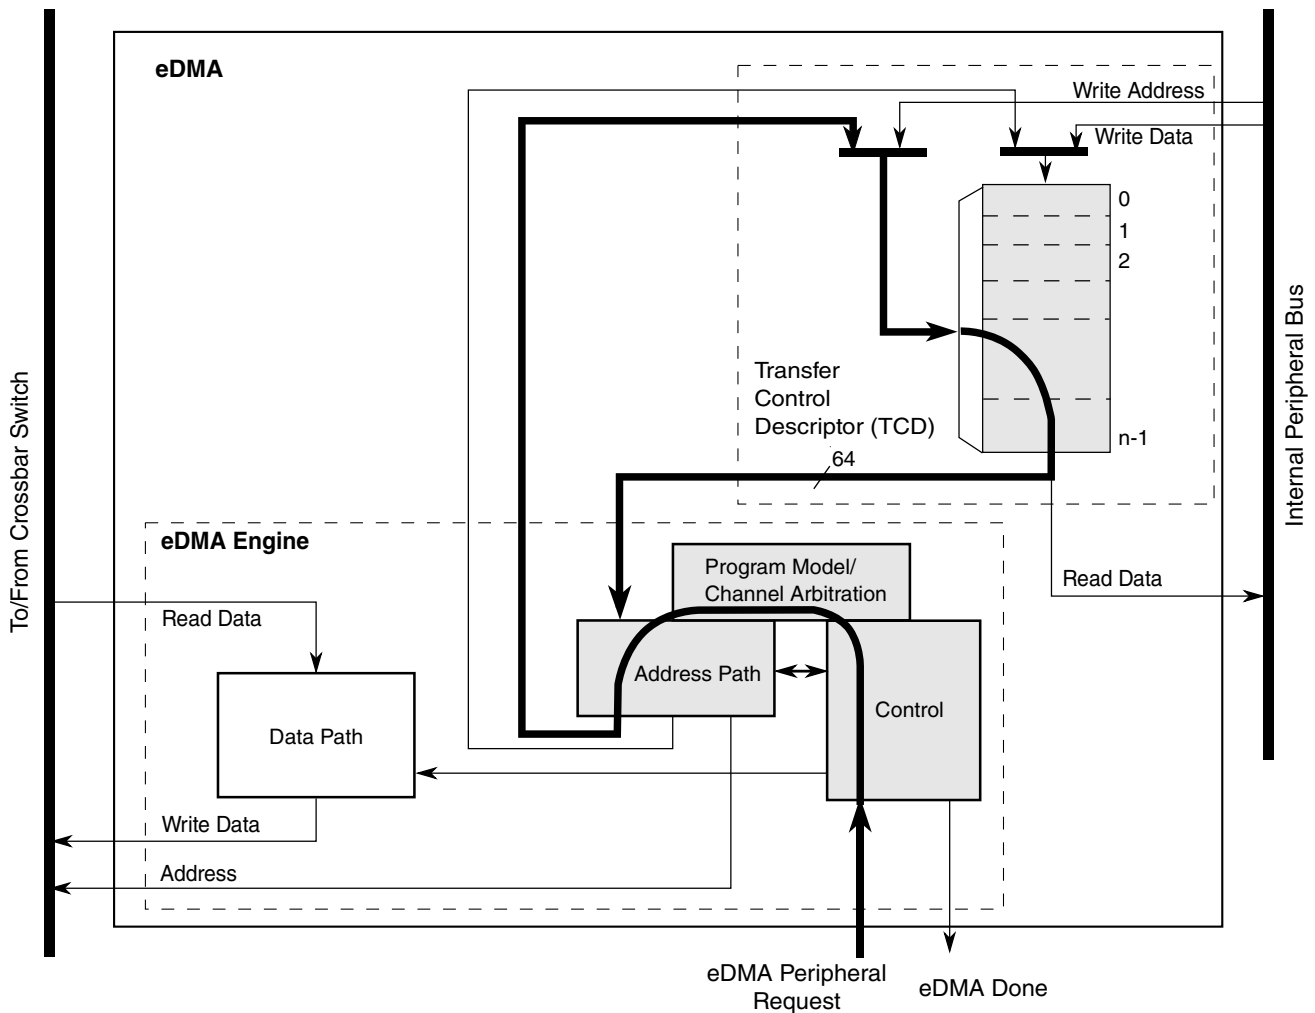 eDMA
Write Address
Write Data
0
1
2
n-1
Transfer
Control
Descriptor (TCD)
64
To/From Crossbar Switch
Internal Peripheral Bus
eDMA Engine
Program Model/
Channel Arbitration
Read Data
Read Data
Address Path
Control
Data Path
Write Data
Address
eDMA Peripheral
Request
eDMA Done